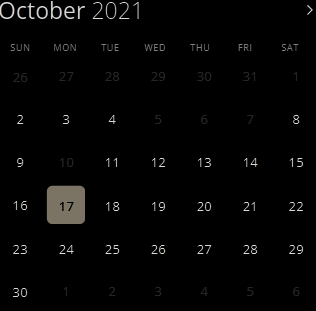 October 2021
SUN MON TUE WED THU FRI SAT
26 27 28 29 30 31 1
2 3 4 5 6 7 8
9 10 11 12 13 14 15
16 17 18 19 20 21 22
23 24 25 26 27 28 29
30 1 2 3 4 5 6